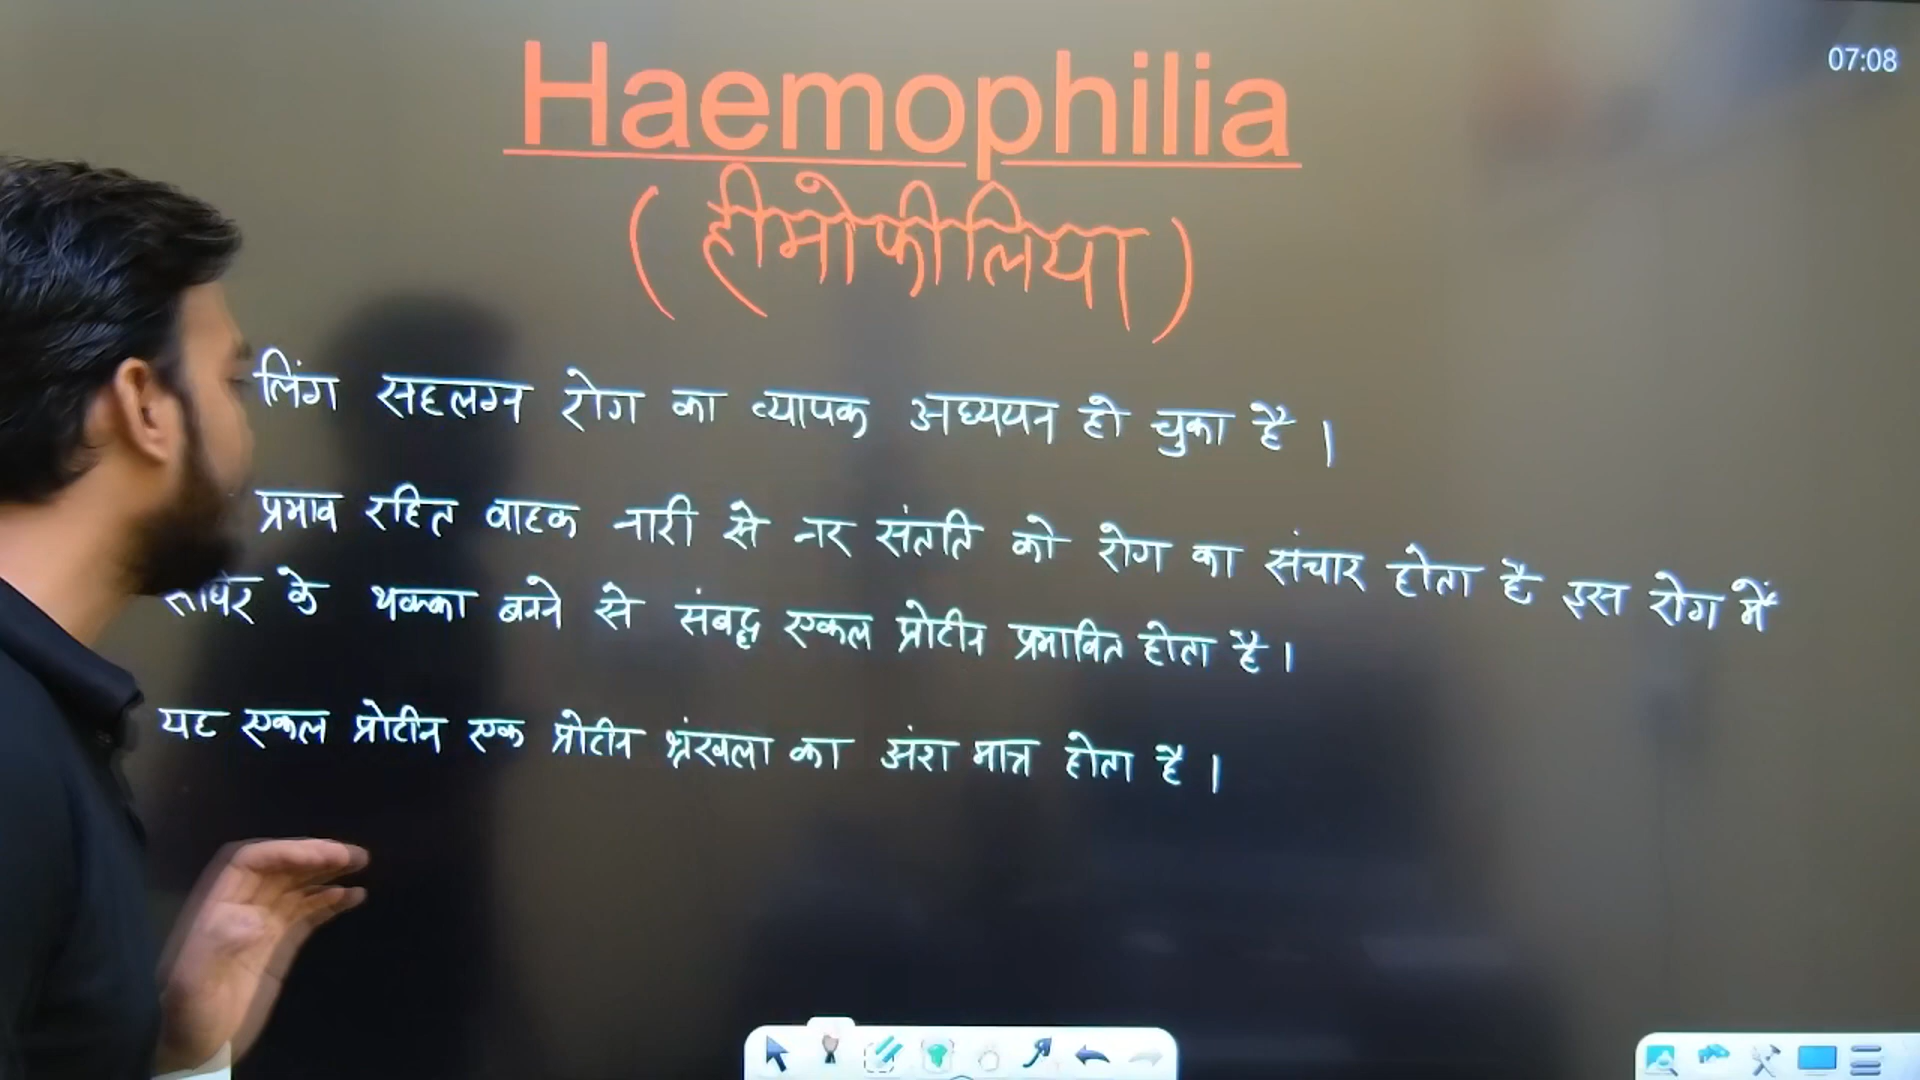 07:08
Haemophilia
(हीमोफीलिया)
लिंग सहलग्न रोग का व्यापक अध्ययन हो चुका है।
प्रभाव रहित वाहक नारी से नर संतति को रोग का संचार होता है इस रोग में
के थक्का बनने से संबद्ध एकल प्रोटीन प्रभावित होता है।
यह एकल प्रोटीन एक प्रोटीन श्रंखला का अंश मात्र होता है।